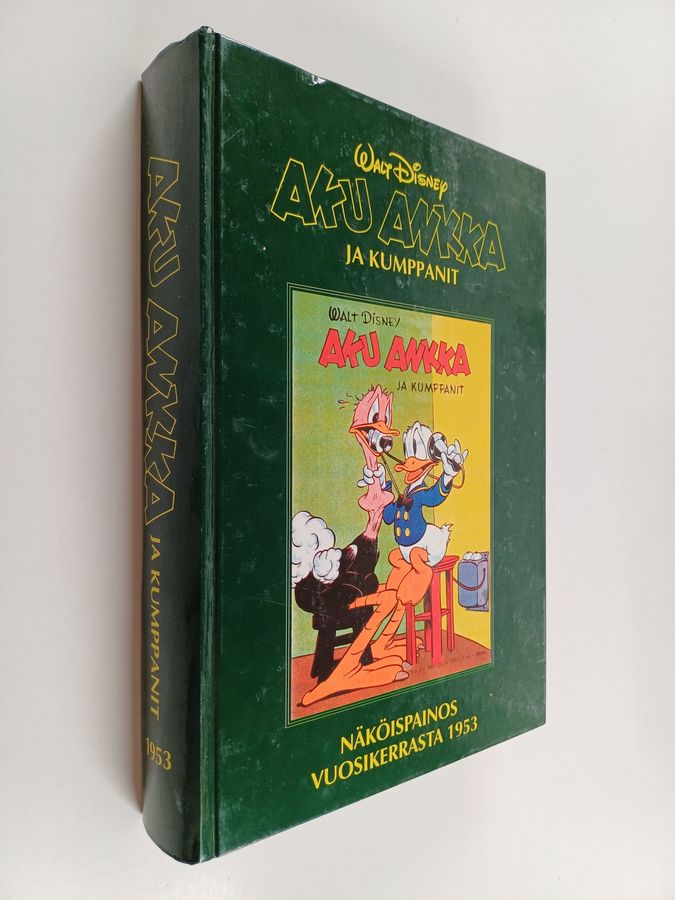 WALT DISNEY
AKU ANKKA
JA KUMPPANIT
WALT DISNEY
AKU ANKKA
JA KUMPPANIT
NÄKÖISPAINOS
VUOSIKERRASTA 1953
AKU ANKKA JA KUMPPANIT 1953